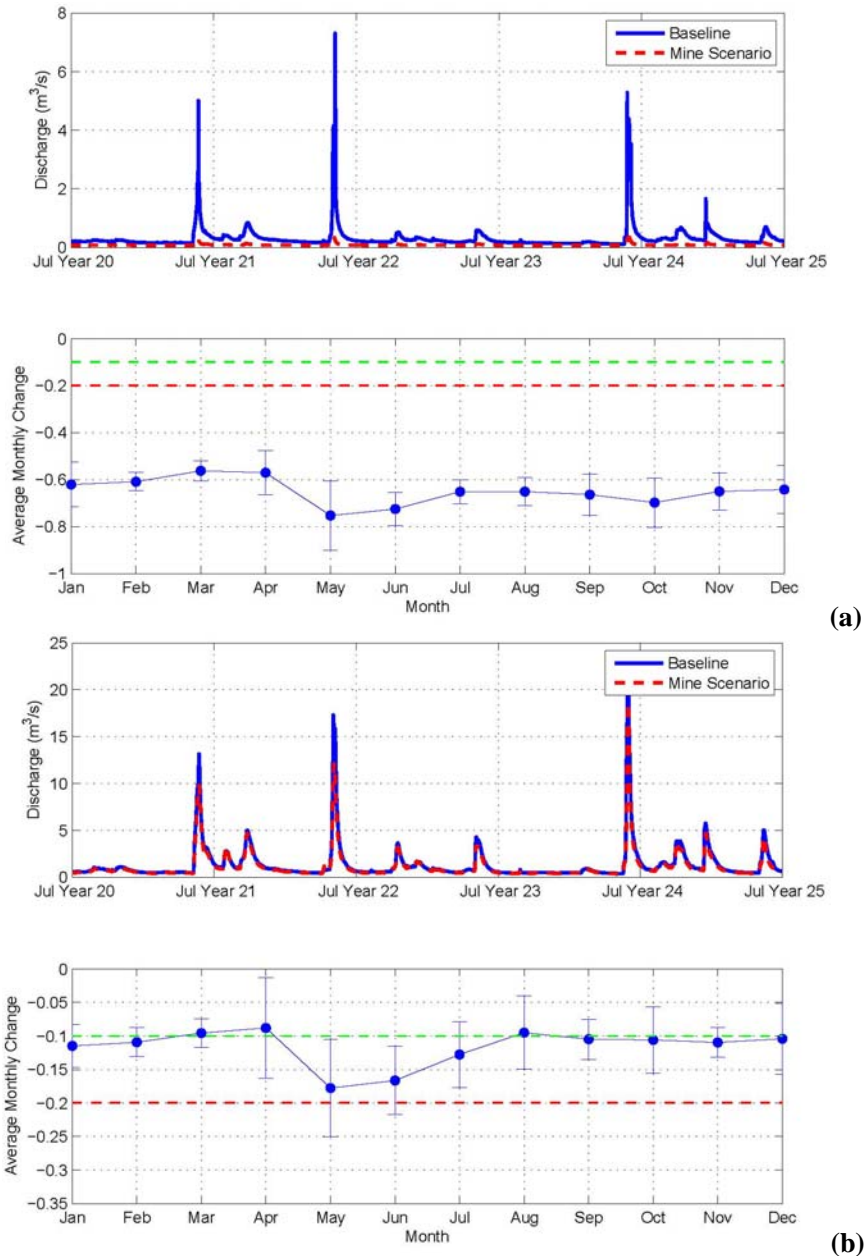 8
6
4
2
0
Discharge (m³/s)
Baseline
Mine Scenario
Jul Year 20 Jul Year 21 Jul Year 22 Jul Year 23 Jul Year 24 Jul Year 25
0
−0.2
−0.4
−0.6
−0.8
−1
Average Monthly Change
Jan Feb Mar Apr May Jun Jul Aug Sep Oct Nov Dec
Month
(a)
25
20
15
10
5
0
Discharge (m³/s)
Baseline
Mine Scenario
Jul Year 20 Jul Year 21 Jul Year 22 Jul Year 23 Jul Year 24 Jul Year 25
0
−0.05
−0.1
−0.15
−0.2
−0.25
−0.3
−0.35
Average Monthly Change
Jan Feb Mar Apr May Jun Jul Aug Sep Oct Nov Dec
Month
(b)